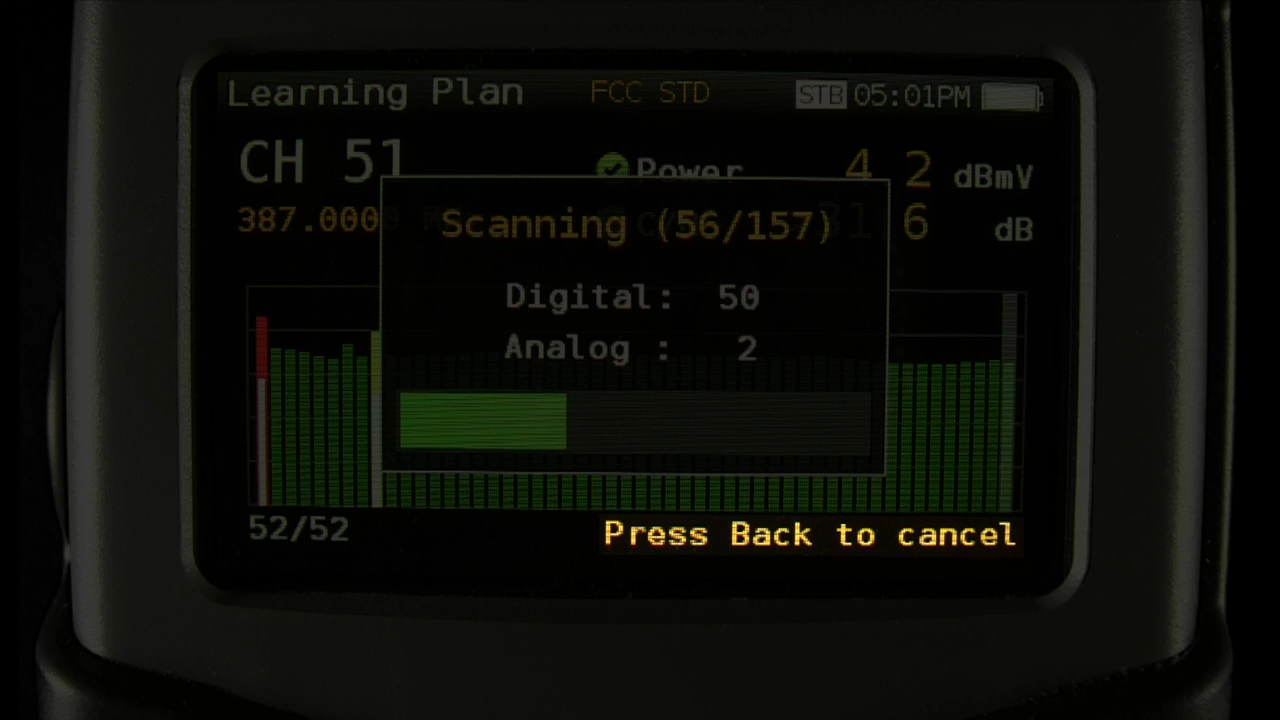 Learning Plan FCC STD STB 05:01PM
CH 51 Power 4 2 dBmV
387.000 6 dB
Scanning (56/157)
Digital: 50
Analog : 2
52/52 Press Back to cancel